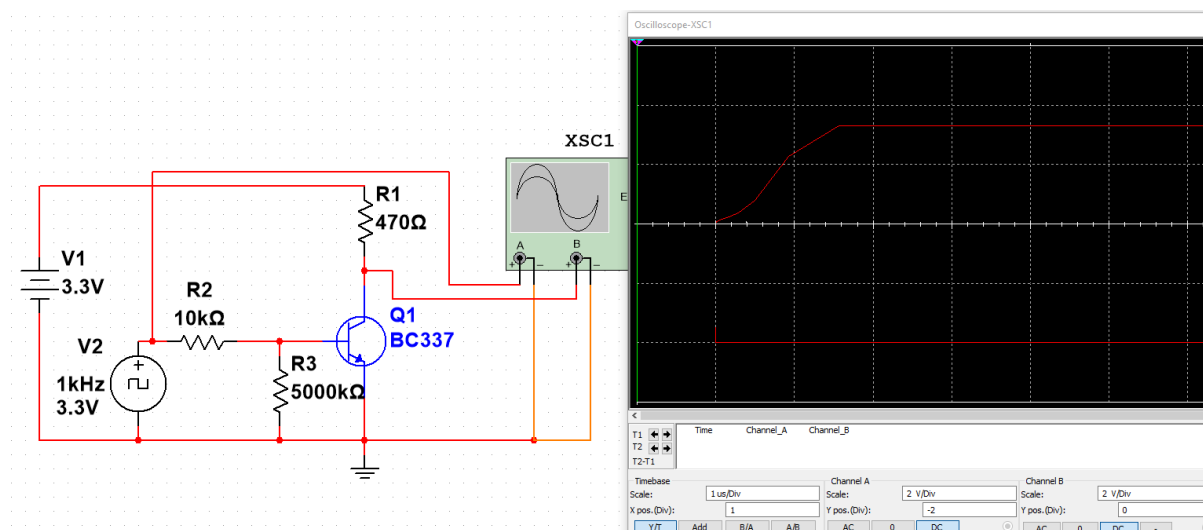 Oscilloscope-XSC1
XSC1
E
A
B
+
−
+
−
R1
470Ω
V1
3.3V
R2
10kΩ
Q1
BC337
V2
+
1kHz
3.3V
R3
5000kΩ
<
T1
T2
T2-T1
Time Channel_A Channel_B
Timebase
Scale: 1 us/Div
X pos.(Div): 1
Y/T Add B/A A/B
Channel A
Scale: 2 V/Div
Y pos.(Div): -2
AC 0 DC
Channel B
Scale: 2 V/Div
Y pos.(Div): 0
AC 0 DC -